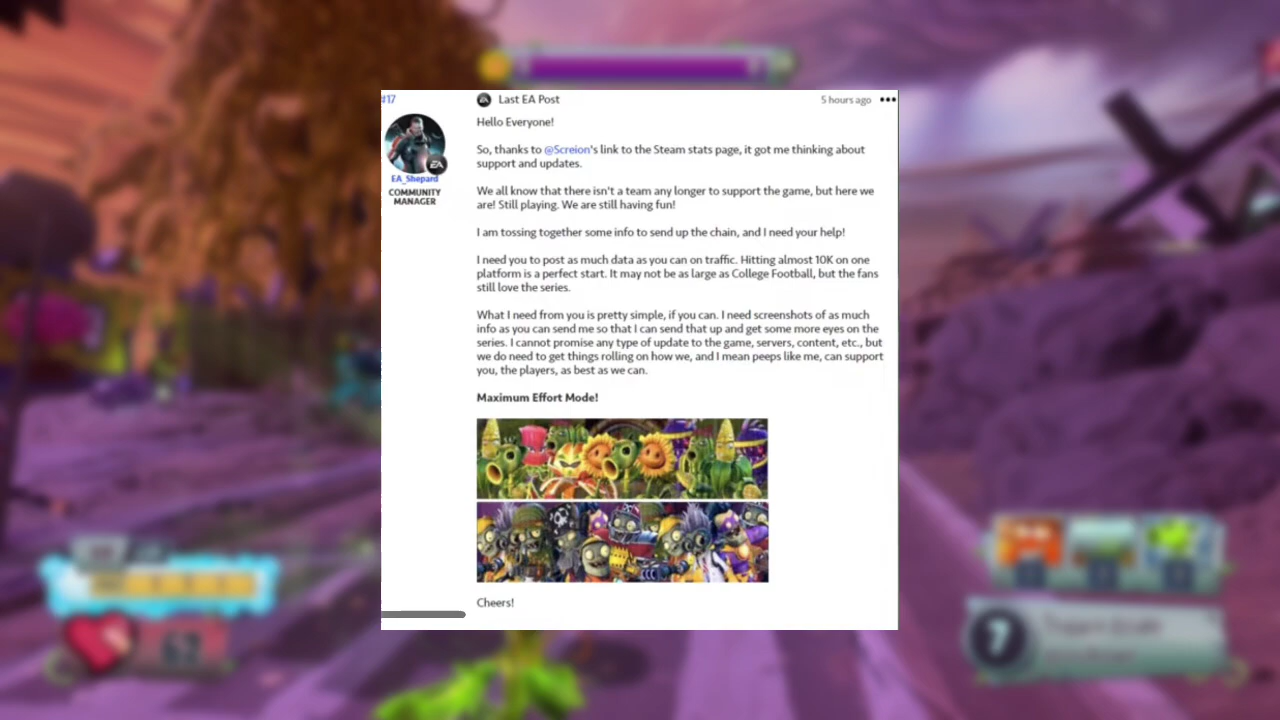 #17
Last EA Post
5 hours ago
Hello Everyone!
So, thanks to @Screion's link to the Steam stats page, it got me thinking about
support and updates.
EA
EA_Shepard
COMMUNITY
MANAGER
We all know that there isn't a team any longer to support the game, but here we
are! Still playing. We are still having fun!
I am tossing together some info to send up the chain, and I need your help!
I need you to post as much data as you can on traffic. Hitting almost 10K on one
platform is a perfect start. It may not be as large as College Football, but the fans
still love the series.
What I need from you is pretty simple, if you can. I need screenshots of as much
info as you can send me so that I can send that up and get some more eyes on the
series. I cannot promise any type of update to the game, servers, content, etc., but
we do need to get things rolling on how we, and I mean peeps like me, can support
you, the players, as best as we can.
Maximum Effort Mode!
Cheers!
62
7